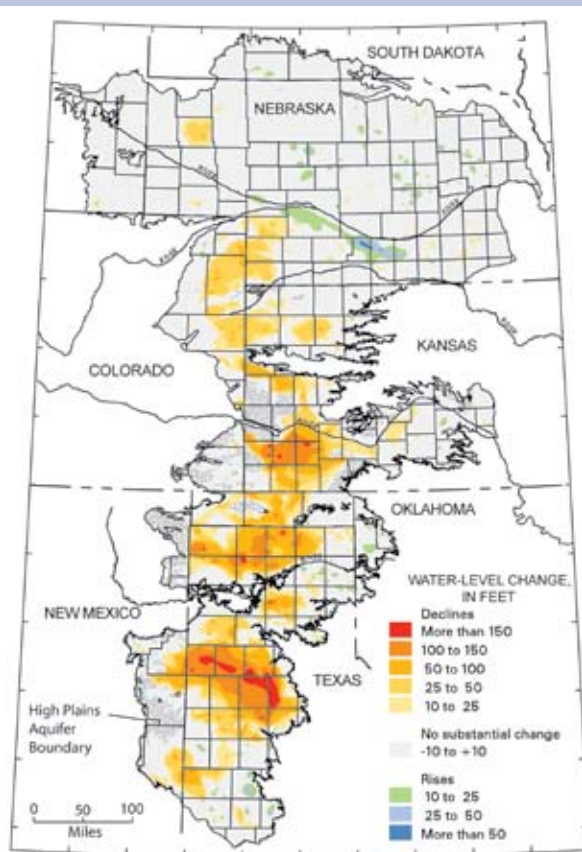 SOUTH DAKOTA
NEBRASKA
RIVER
RIVER
KANSAS
COLORADO
OKLAHOMA
WATER-LEVEL CHANGE,
IN FEET
Declines
More than 150
100 to 150
50 to 100
25 to 50
10 to 25
No substantial change
-10 to +10
Rises
10 to 25
25 to 50
More than 50
NEW MEXICO
TEXAS
High Plains
Aquifer
Boundary
0 50 100
Miles